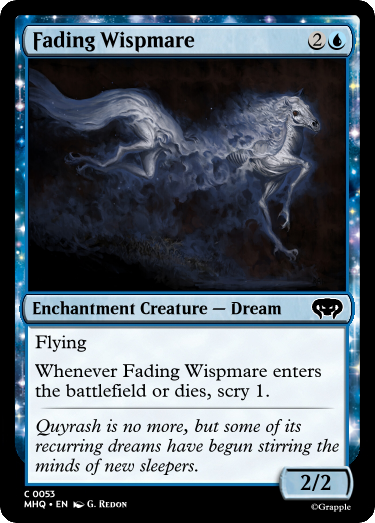 Fading Wispmare 2
Enchantment Creature — Dream
Flying
Whenever Fading Wispmare enters
the battlefield or dies, scry 1.
Quyrash is no more, but some of its
recurring dreams have begun stirring the
minds of new sleepers.
2/2
C 0053
MHQ • EN G. Redon
©Grapple